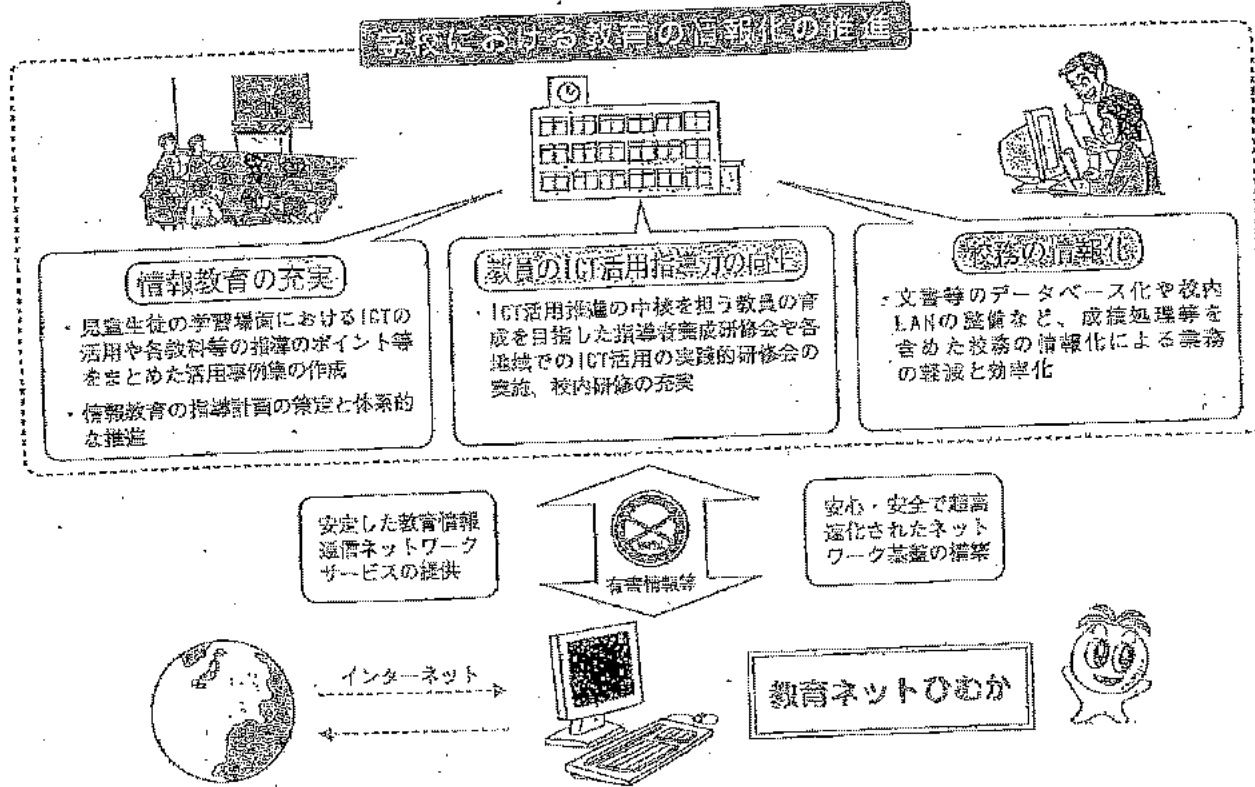 学校における教育の情報化の推進
情報教育の充実
・児童生徒の学習場面におけるICTの
活用や各教科等の指導のポイント等
をまとめた活用事例集の作成
・情報教育の指導計画の策定と体系的
な推進
教員のICT活用指導力の向上
・ICT活用推進の中核を担う教員の育
成を目指した指導者養成研修会や各
地域でのICT活用の実践的研修会の
実施、校内研修の充実
校務の情報化
・文書等のデータベース化や校内
LANの整備など、成績処理等を
含めた校務の情報化による業務
の軽減と効率化
安定した教育情報
通信ネットワーク
サービスの提供
有害情報等
安心・安全で超高
速化されたネット
ワーク基盤の構築
インターネット
教育ネットひむか